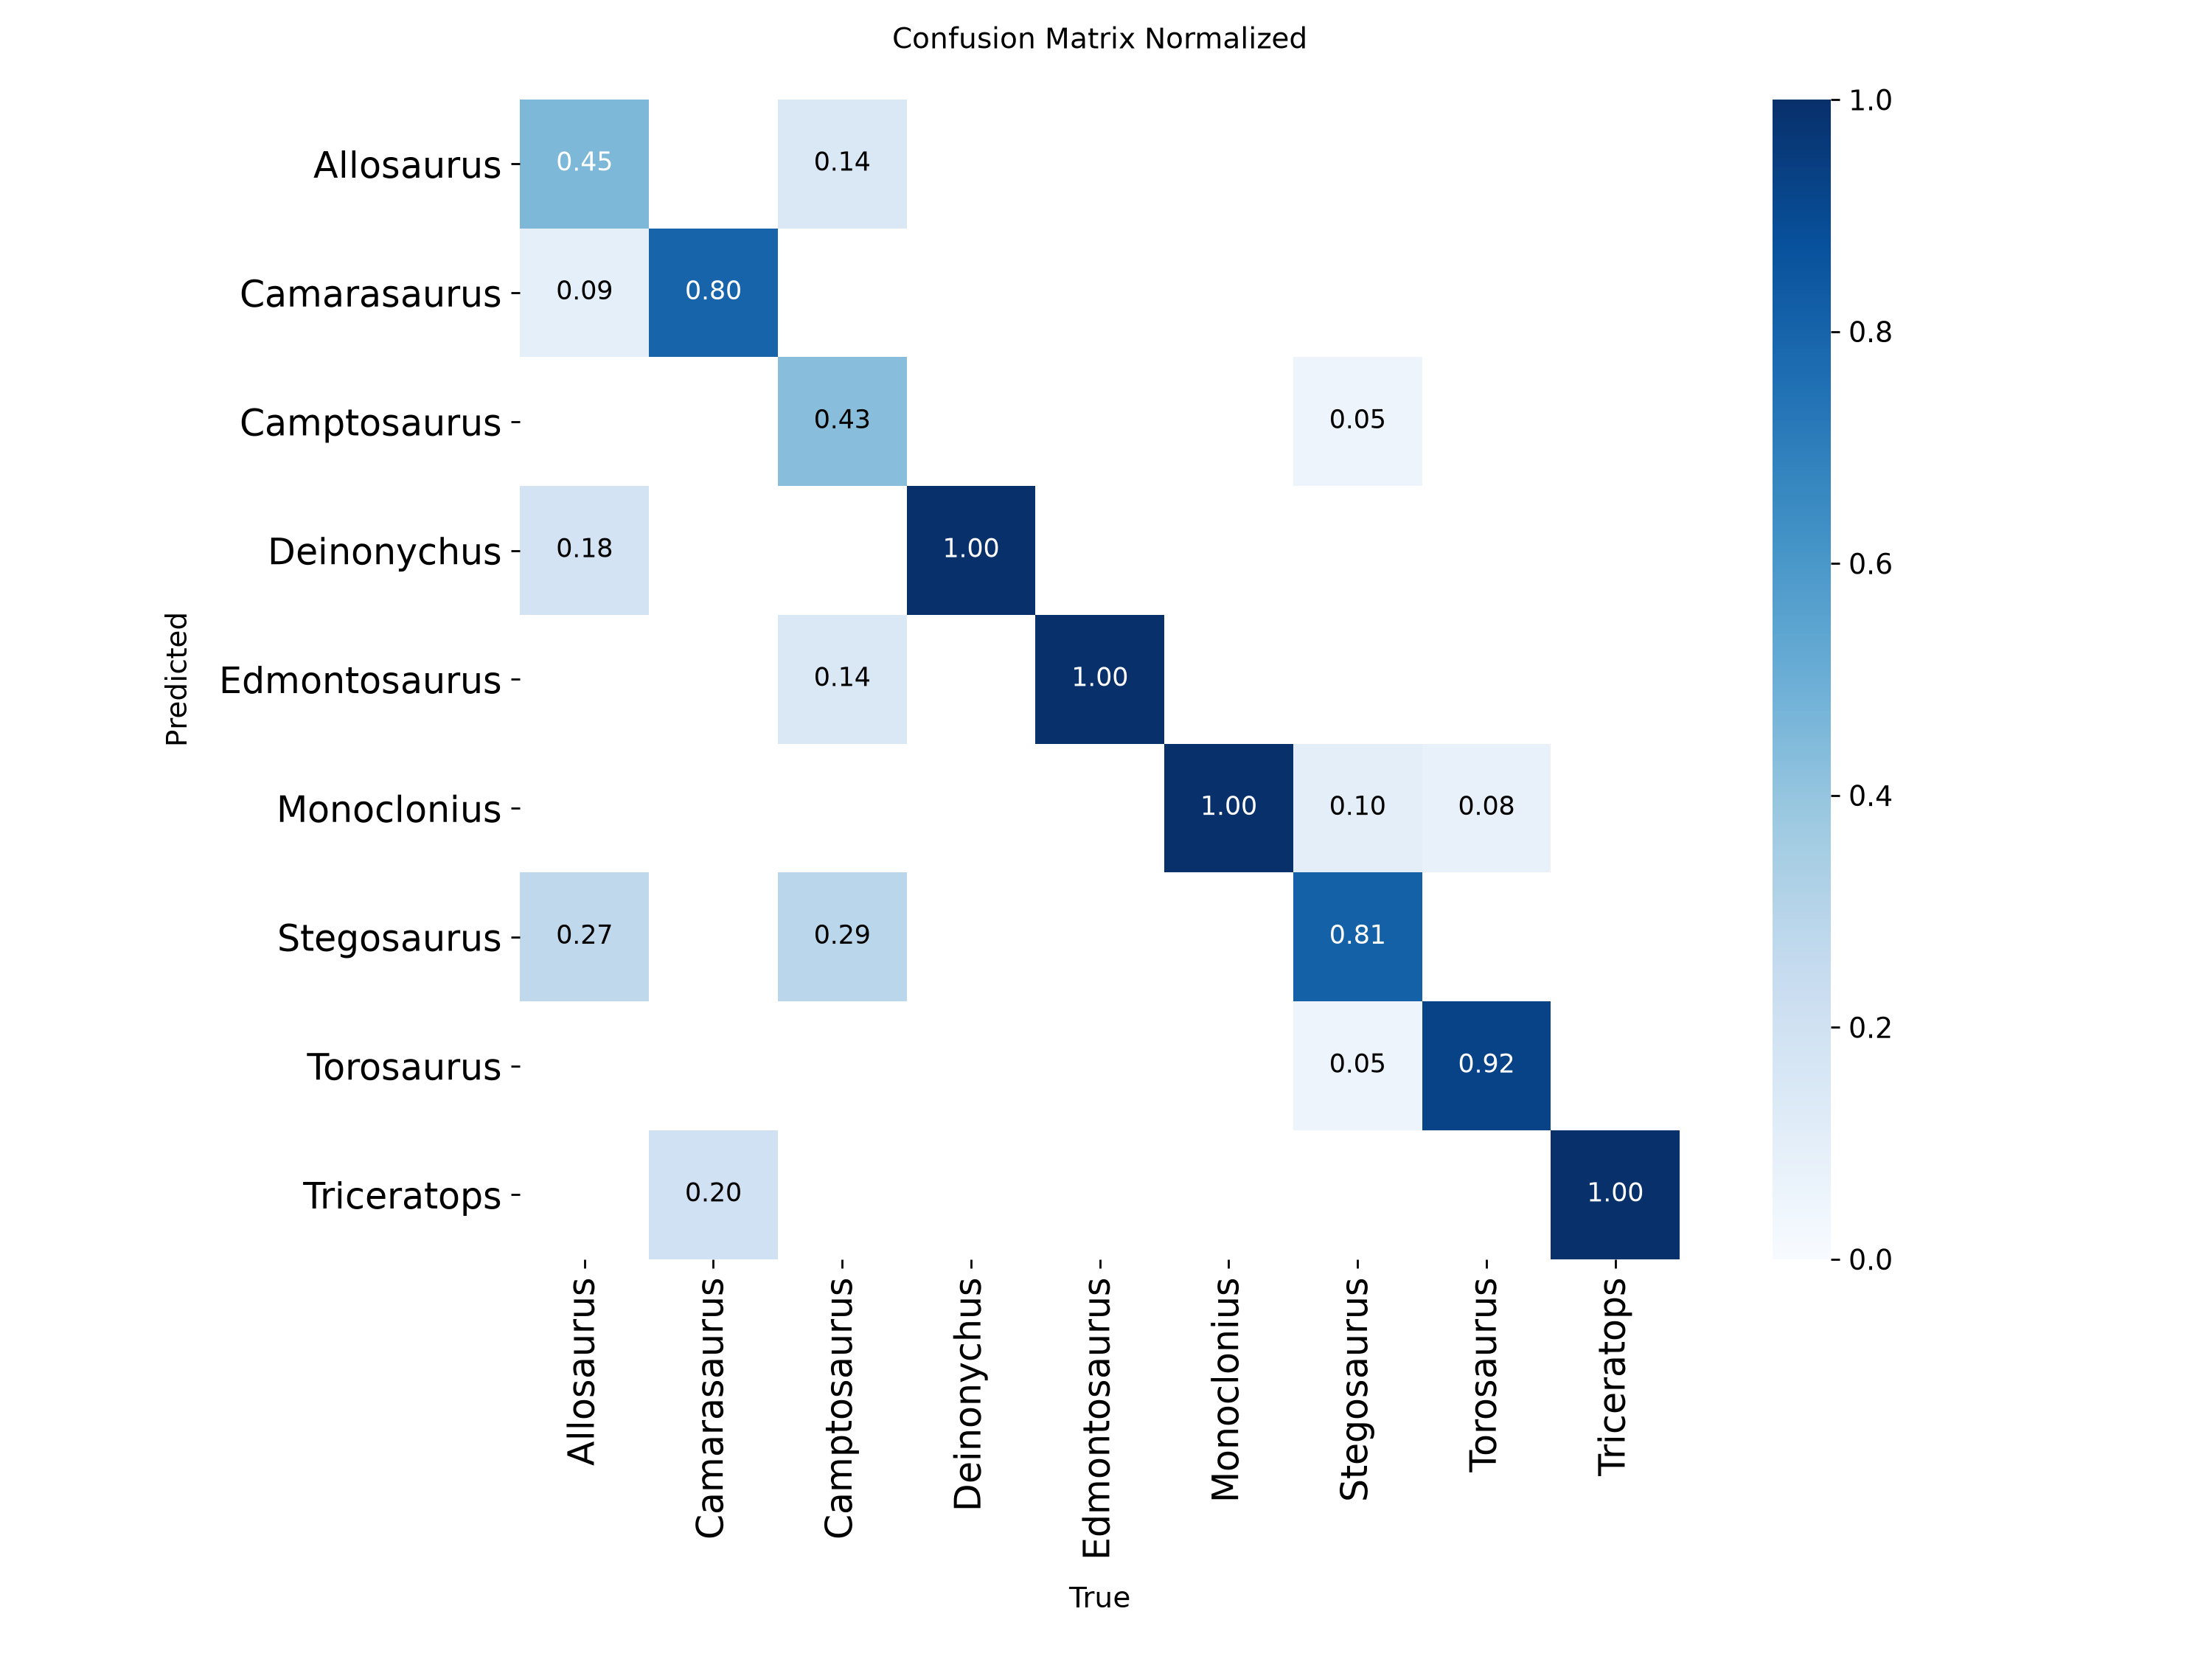 Confusion Matrix Normalized
Allosaurus 0.45 0.14 1.0
Camarasaurus 0.09 0.80 0.8
Camptosaurus 0.43 0.05
Deinonychus 0.18 1.00 0.6
Predicted
Edmontosaurus 0.14 1.00
Monoclonius 1.00 0.10 0.08 0.4
Stegosaurus 0.27 0.29 0.81
Torosaurus 0.05 0.92 0.2
Triceratops 0.20 1.00
0.0
Allosaurus
Camarasaurus
Camptosaurus
Deinonychus
Edmontosaurus
Monoclonius
Stegosaurus
Torosaurus
Triceratops
True